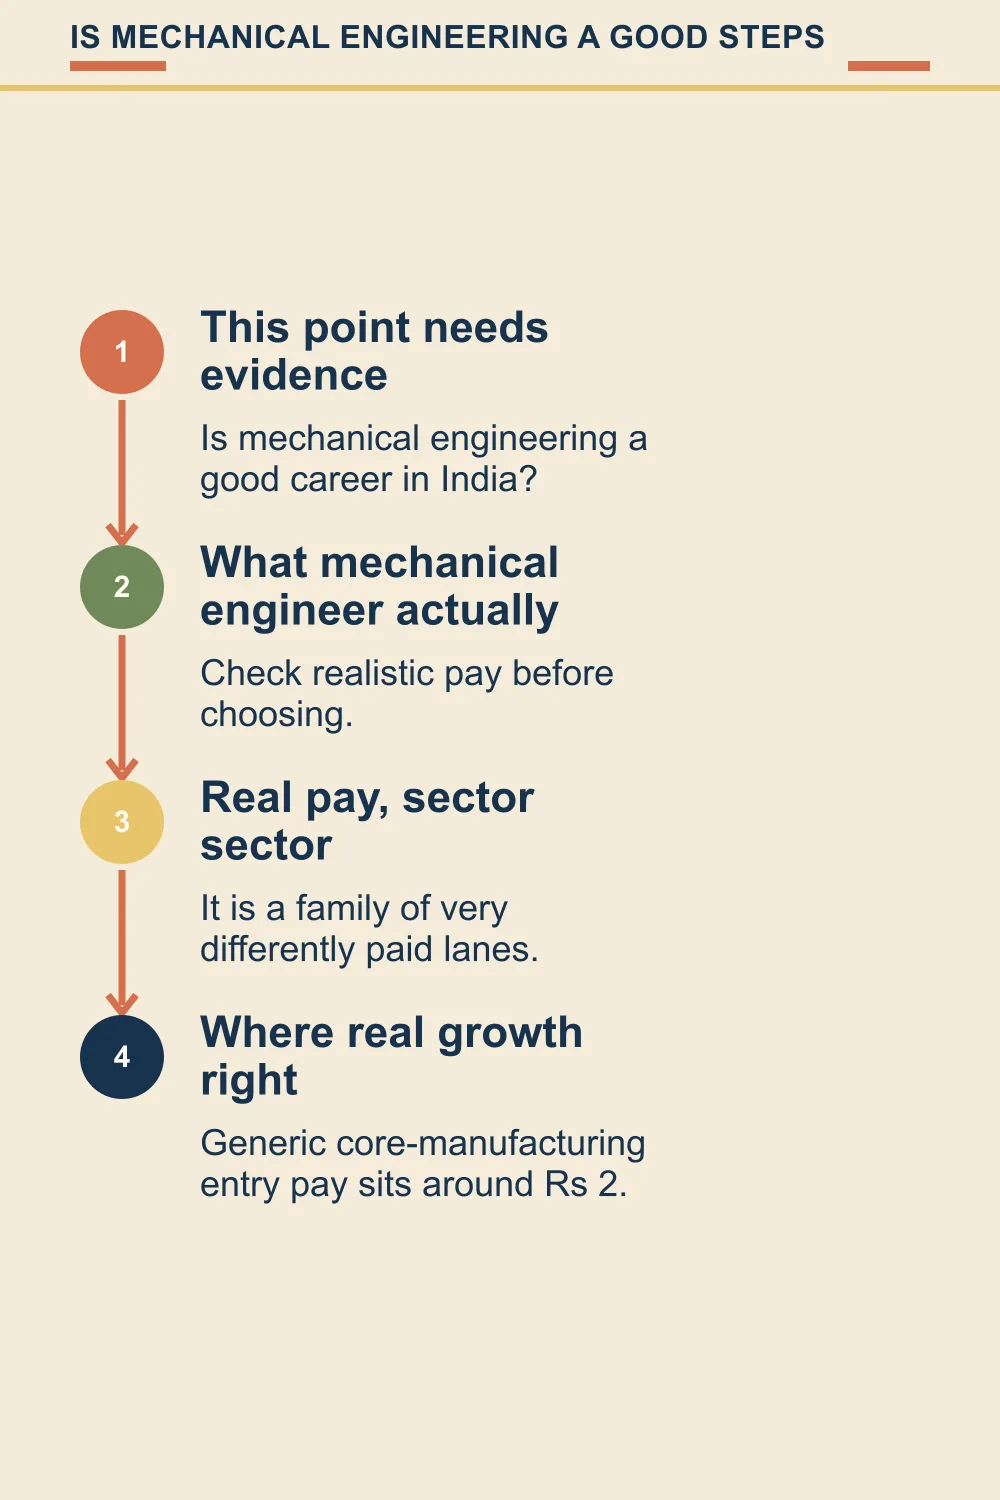 IS MECHANICAL ENGINEERING A GOOD STEPS
1
This point needs
evidence
Is mechanical engineering a
good career in India?
2
What mechanical
engineer actually
Check realistic pay before
choosing.
3
Real pay, sector
sector
It is a family of very
differently paid lanes.
4
Where real growth
right
Generic core-manufacturing
entry pay sits around Rs 2.